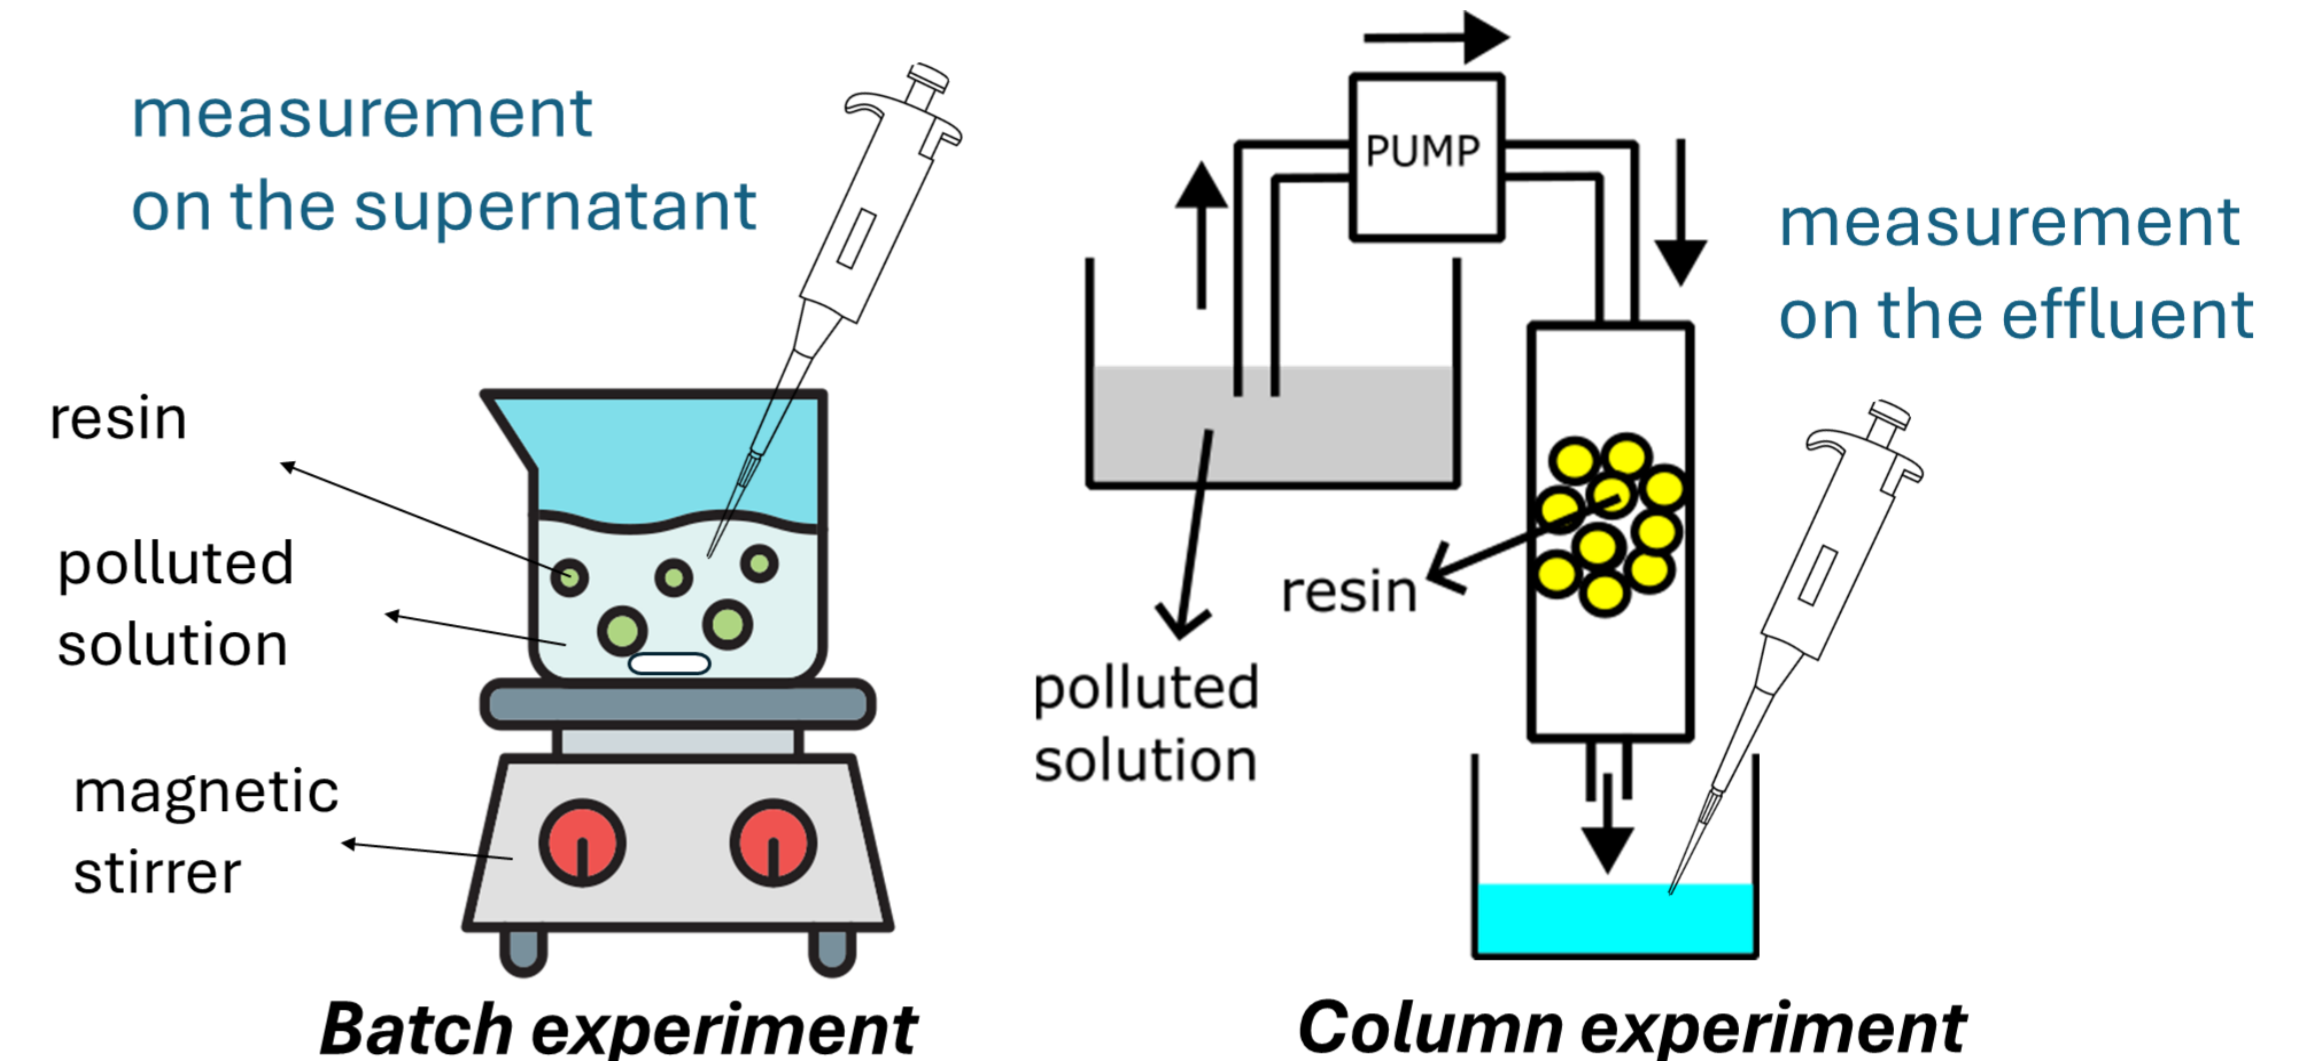 measurement
on the supernatant
resin
polluted
solution
magnetic
stirrer
Batch experiment
PUMP
measurement
on the effluent
resin
polluted
solution
Column experiment